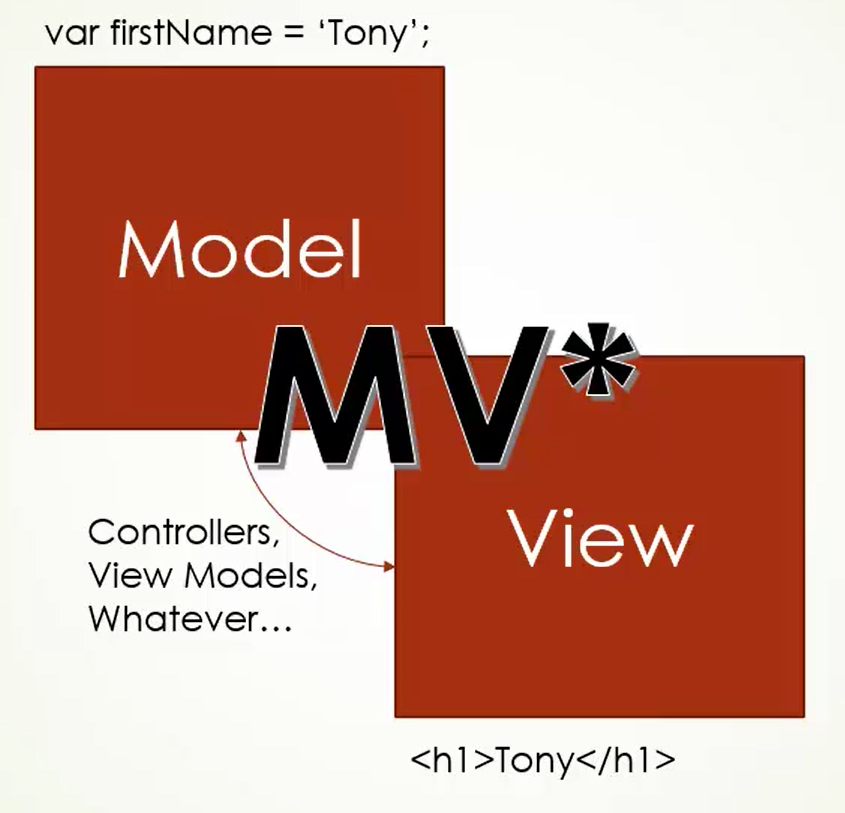 var firstName = ‘Tony’;
Model
MV*
Controllers,
View Models,
Whatever…
View
<h1>Tony</h1>